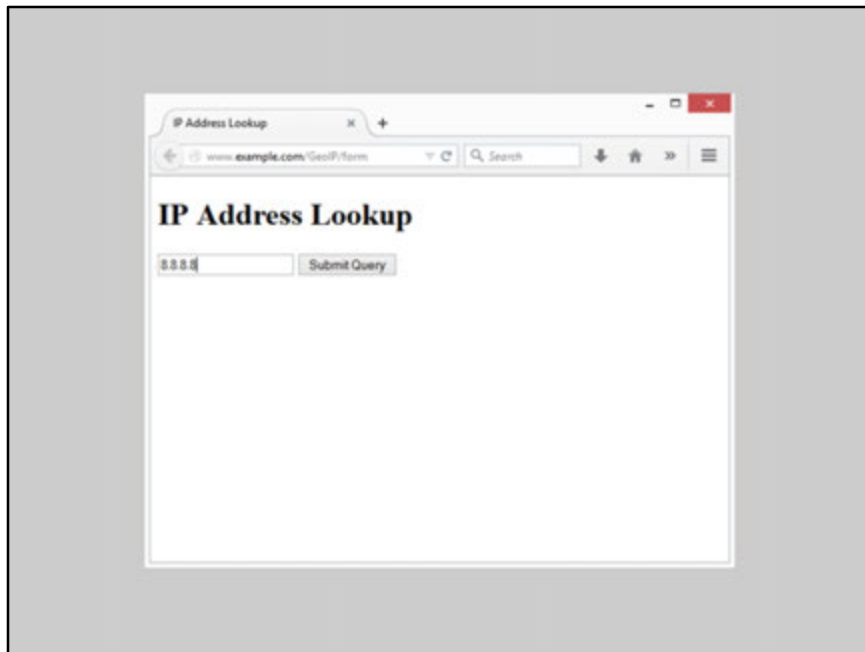 IP Address Lookup
www.example.com/GeoIP/form
Search
IP Address Lookup
8.8.8.8
Submit Query